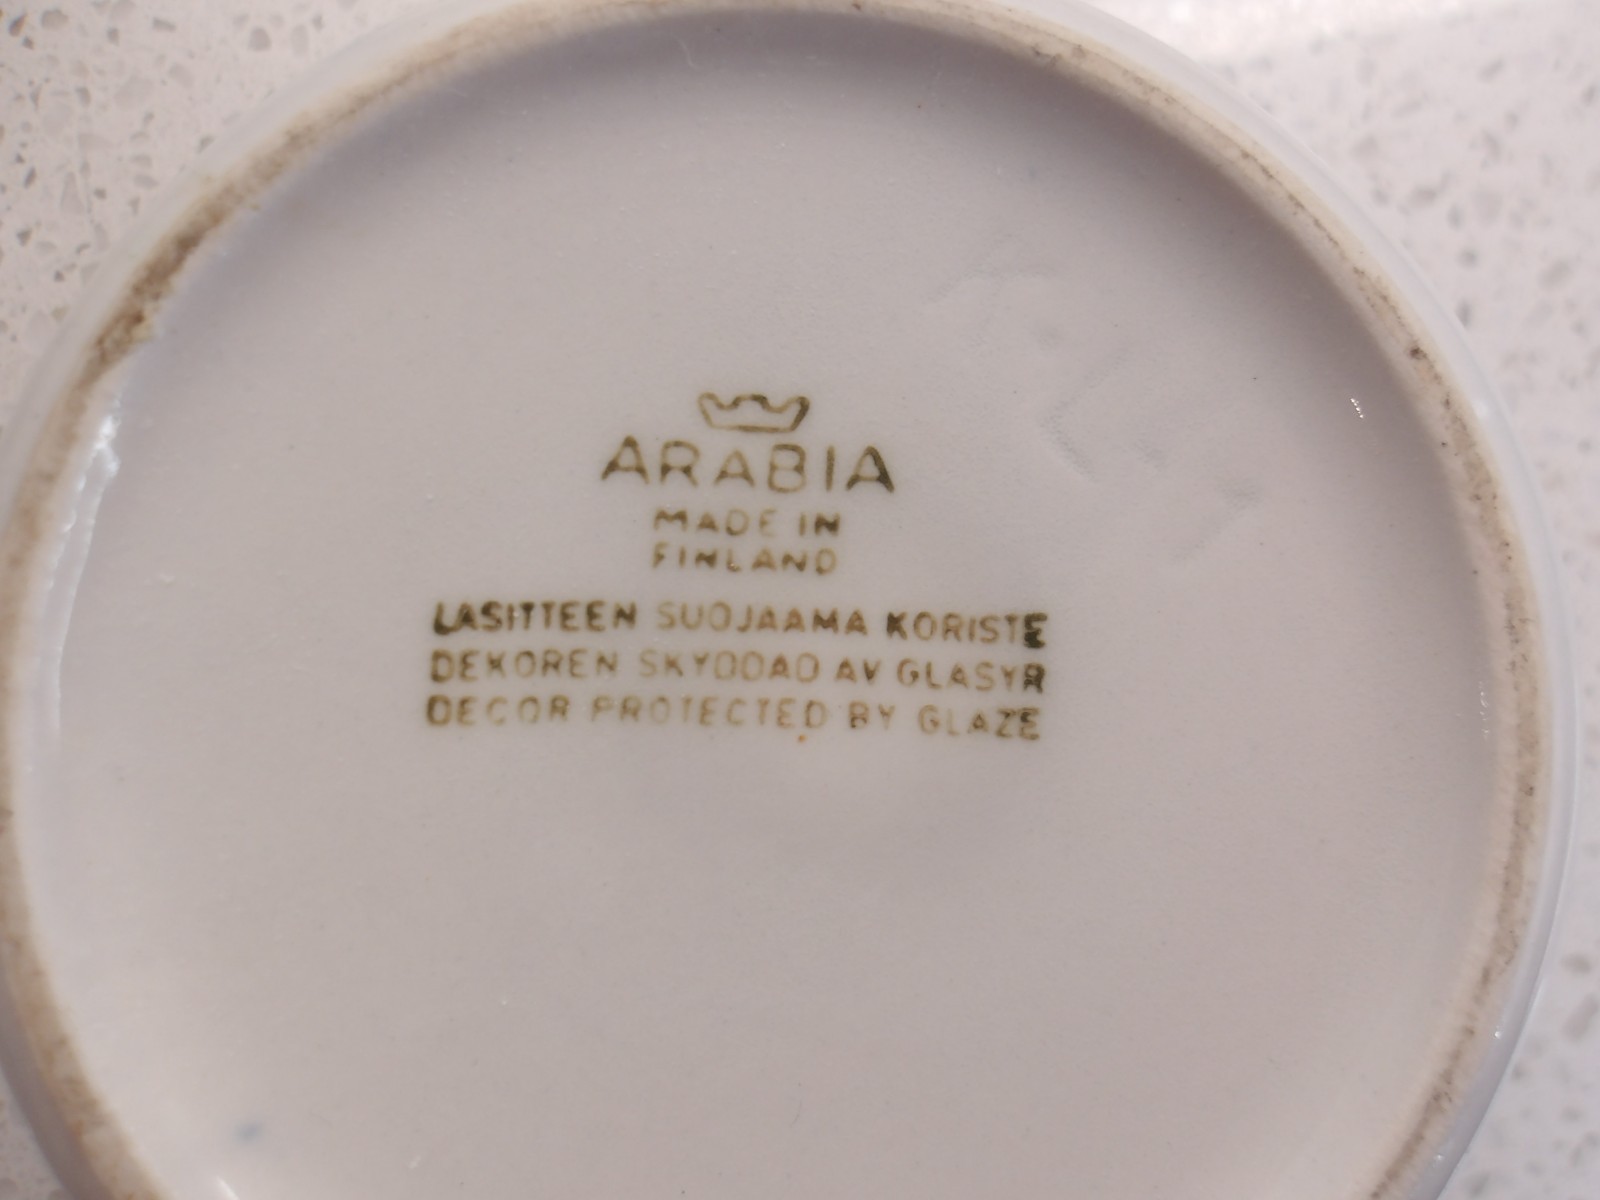 ARABIA
MADE IN
FINLAND
LASITTEEN SUOJAAMA KORISTE
DEKOREN SKYDDAD AV GLASYR
DECOR PROTECTED BY GLAZE